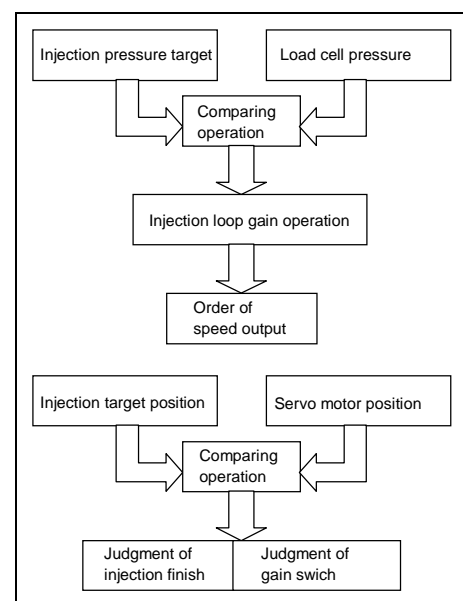 Injection pressure target
Load cell pressure
Comparing
operation
Injection loop gain operation
Order of
speed output
Injection target position
Servo motor position
Comparing
operation
Judgment of
injection finish
Judgment of
gain swich